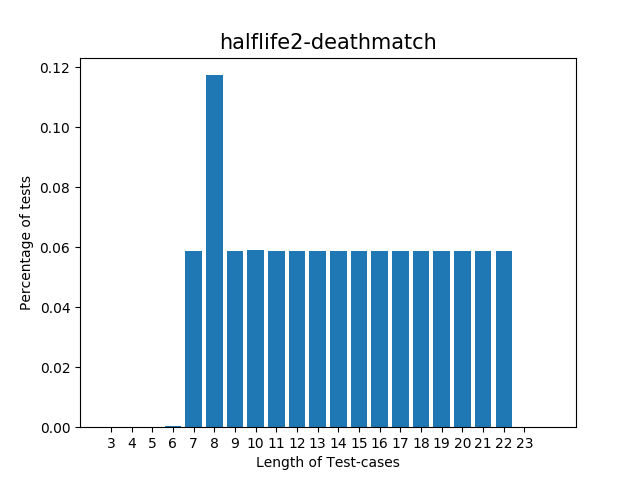 halflife2-deathmatch
0.12
0.10
0.08
0.06
0.04
0.02
0.00
Percentage of tests
3 4 5 6 7 8 9 10 11 12 13 14 15 16 17 18 19 20 21 22 23
Length of Test-cases